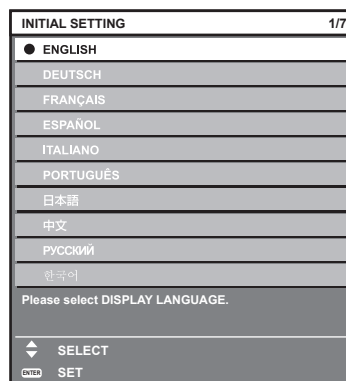 INITIAL SETTING 1/7
ENGLISH
DEUTSCH
FRANÇAIS
ESPAÑOL
ITALIANO
PORTUGUÊS
日本語
中文
РУССКИЙ
한국어
Please select DISPLAY LANGUAGE.
SELECT
ENTER SET